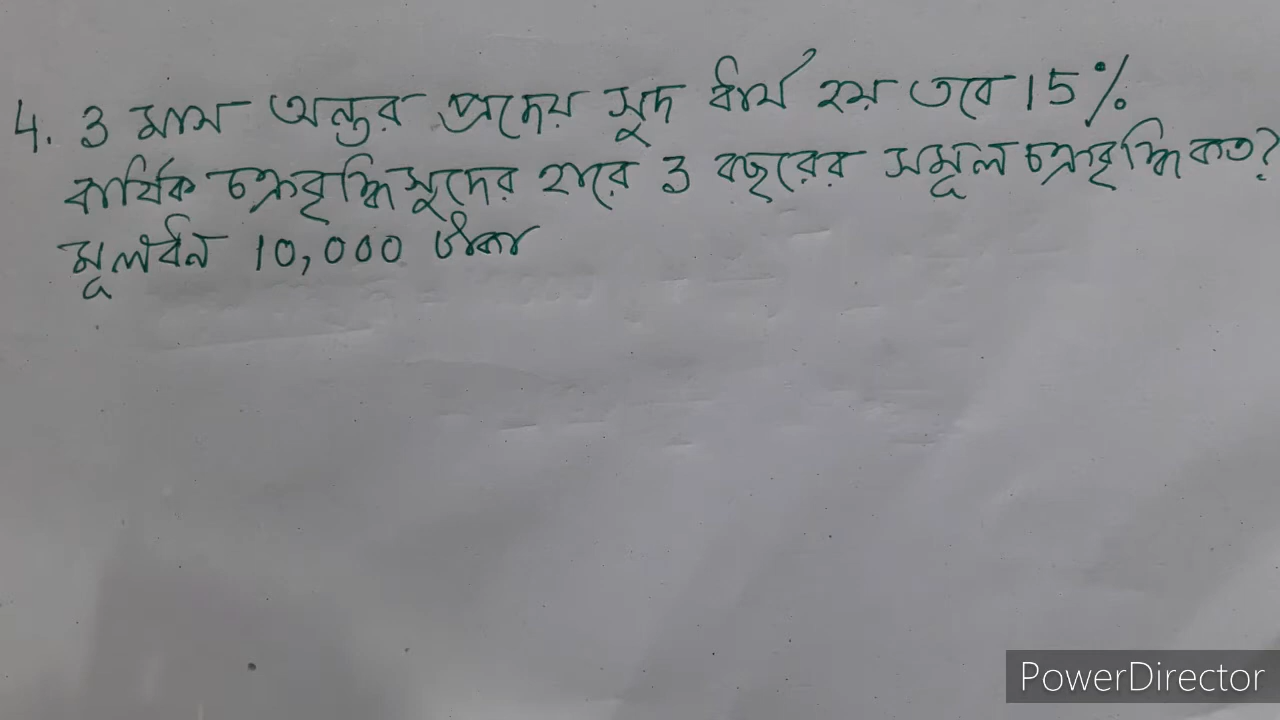 4. 3 মাস অন্তর প্রদেয় সুদ ধার্য হয় তবে 15%
বার্ষিক চক্রবৃদ্ধি সুদের হারে 3 বছরের সমূল চক্রবৃদ্ধি কত?
মূলধন 10,000 টাকা
PowerDirector